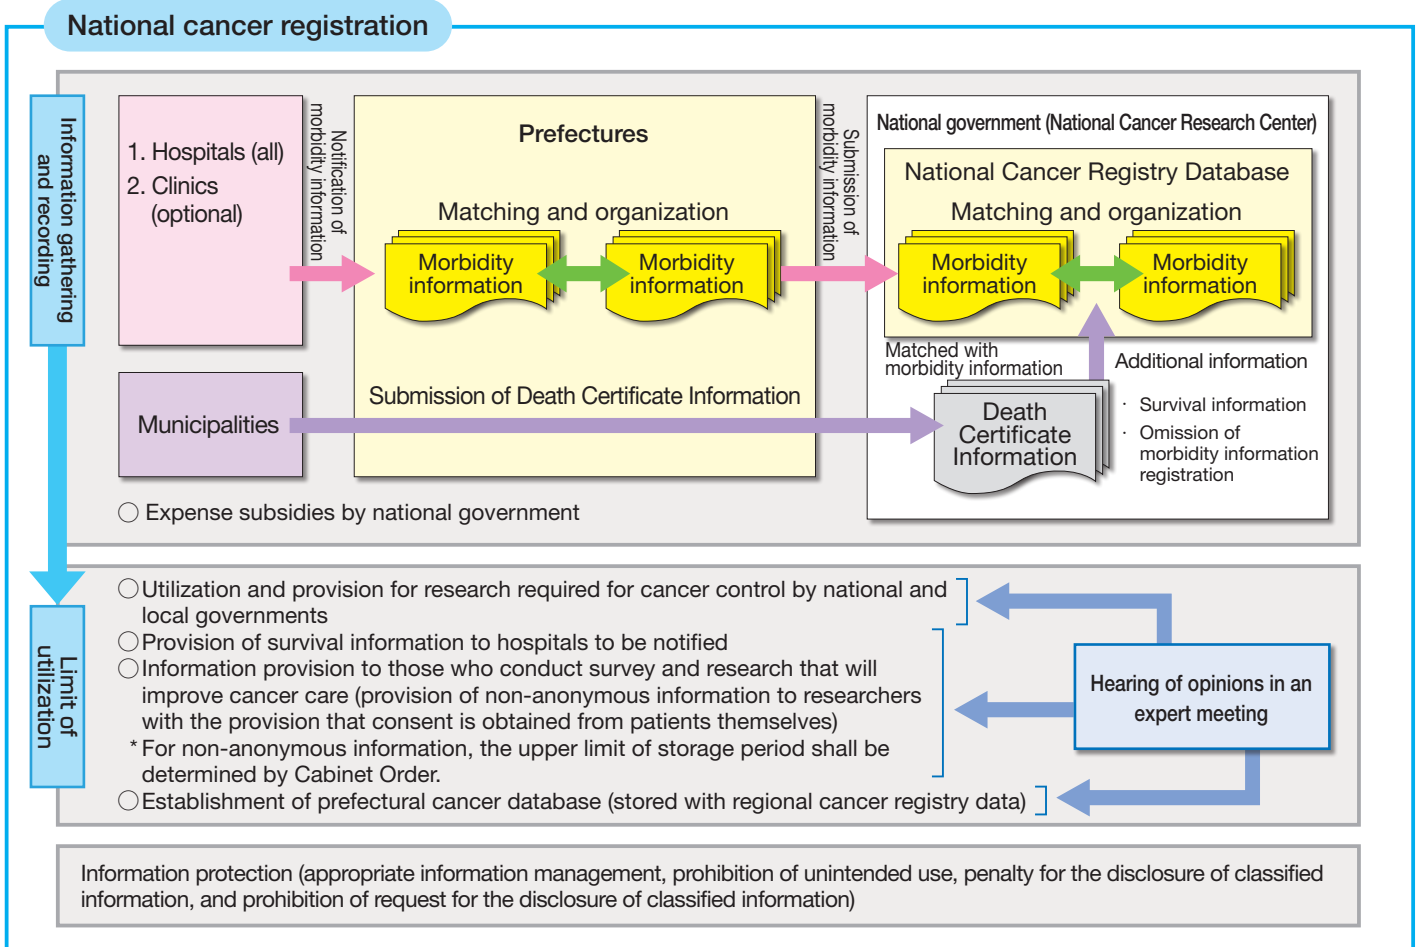 National cancer registration
Information gathering
and recording
1. Hospitals (all)
2. Clinics
(optional)
Notification of
morbidity information
Prefectures
Matching and organization
Morbidity
information
Morbidity
information
Submission of
morbidity information
National government (National Cancer Research Center)
National Cancer Registry Database
Matching and organization
Morbidity
information
Morbidity
information
Matched with
morbidity information
Additional information
· Survival information
· Omission of
morbidity information
registration
Municipalities
Submission of Death Certificate Information
Death
Certificate
Information
○ Expense subsidies by national government
Limit of
utilization
○Utilization and provision for research required for cancer control by national and
local governments
○Provision of survival information to hospitals to be notified
○Information provision to those who conduct survey and research that will
improve cancer care (provision of non-anonymous information to researchers
with the provision that consent is obtained from patients themselves)
* For non-anonymous information, the upper limit of storage period shall be
determined by Cabinet Order.
○Establishment of prefectural cancer database (stored with regional cancer registry data)
Hearing of opinions in an
expert meeting
Information protection (appropriate information management, prohibition of unintended use, penalty for the disclosure of classified
information, and prohibition of request for the disclosure of classified information)